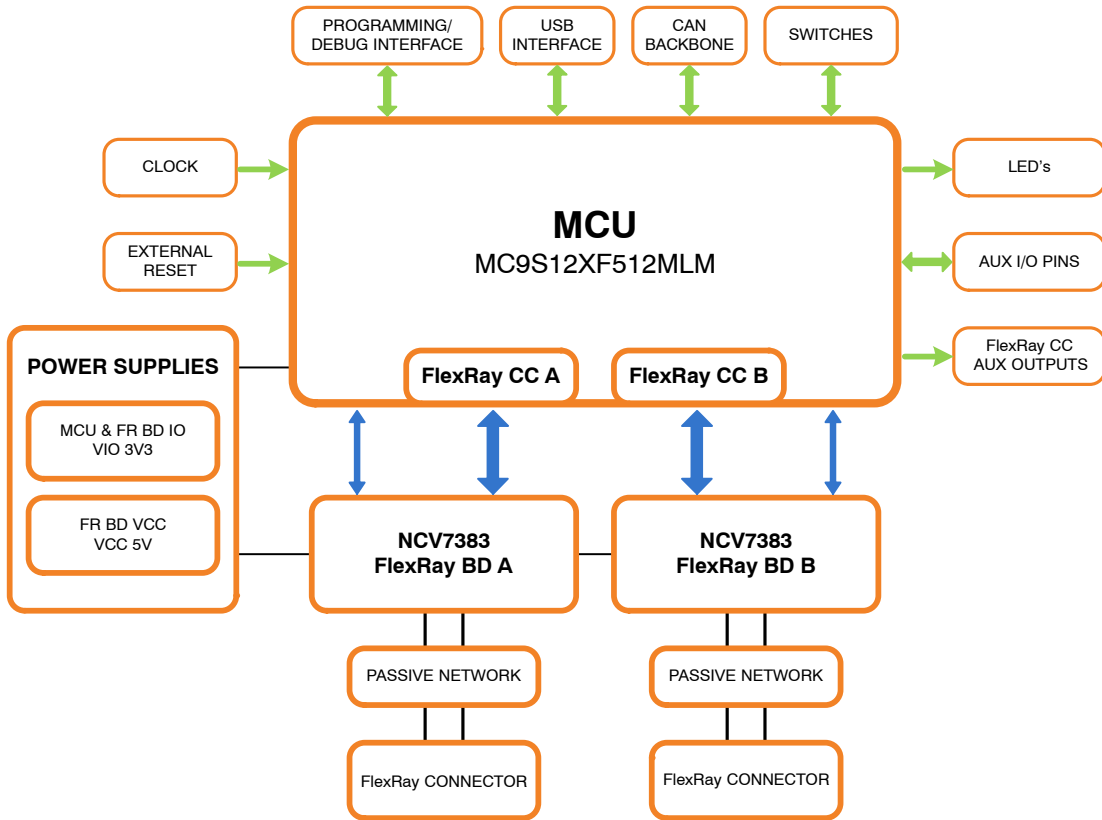 PROGRAMMING/
DEBUG INTERFACE
USB
INTERFACE
CAN
BACKBONE
SWITCHES
CLOCK
EXTERNAL
RESET
MCU
MC9S12XF512MLM
LED's
AUX I/O PINS
FlexRay CC
AUX OUTPUTS
FlexRay CC A
FlexRay CC B
POWER SUPPLIES
MCU & FR BD IO
VIO 3V3
FR BD VCC
VCC 5V
NCV7383
FlexRay BD A
NCV7383
FlexRay BD B
PASSIVE NETWORK
PASSIVE NETWORK
FlexRay CONNECTOR
FlexRay CONNECTOR